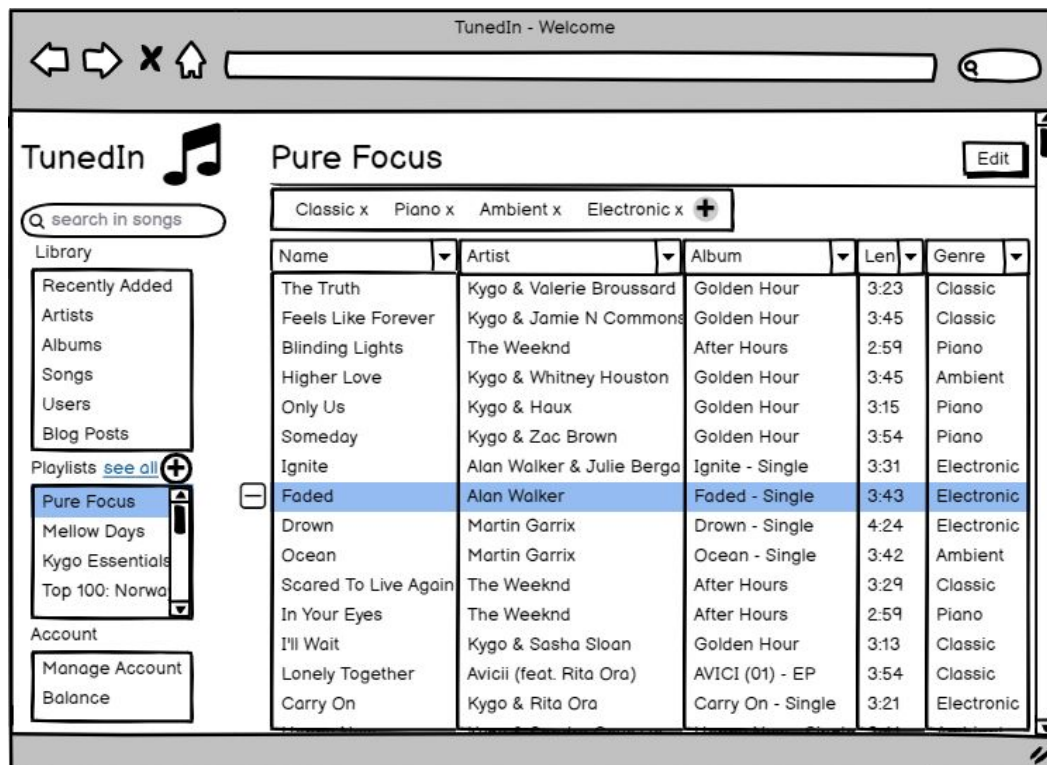 TunedIn - Welcome
TunedIn
Pure Focus
Edit
search in songs
Classic x Piano x Ambient x Electronic x
Library
Recently Added
Artists
Albums
Songs
Users
Blog Posts
Playlists see all
Pure Focus
Mellow Days
Kygo Essentials
Top 100: Norwa
Account
Manage Account
Balance
Name Artist Album Len Genre
The Truth Kygo & Valerie Broussard Golden Hour 3:23 Classic
Feels Like Forever Kygo & Jamie N Commons Golden Hour 3:45 Classic
Blinding Lights The Weeknd After Hours 2:59 Piano
Higher Love Kygo & Whitney Houston Golden Hour 3:45 Ambient
Only Us Kygo & Haux Golden Hour 3:15 Piano
Someday Kygo & Zac Brown Golden Hour 3:54 Piano
Ignite Alan Walker & Julie Berga Ignite - Single 3:31 Electronic
Faded Alan Walker Faded - Single 3:43 Electronic
Drown Martin Garrix Drown - Single 4:24 Electronic
Ocean Martin Garrix Ocean - Single 3:42 Ambient
Scared To Live Again The Weeknd After Hours 3:29 Classic
In Your Eyes The Weeknd After Hours 2:59 Piano
I'll Wait Kygo & Sasha Sloan Golden Hour 3:13 Classic
Lonely Together Avicii (feat. Rita Ora) AVICI (01) - EP 3:54 Classic
Carry On Kygo & Rita Ora Carry On - Single 3:21 Electronic